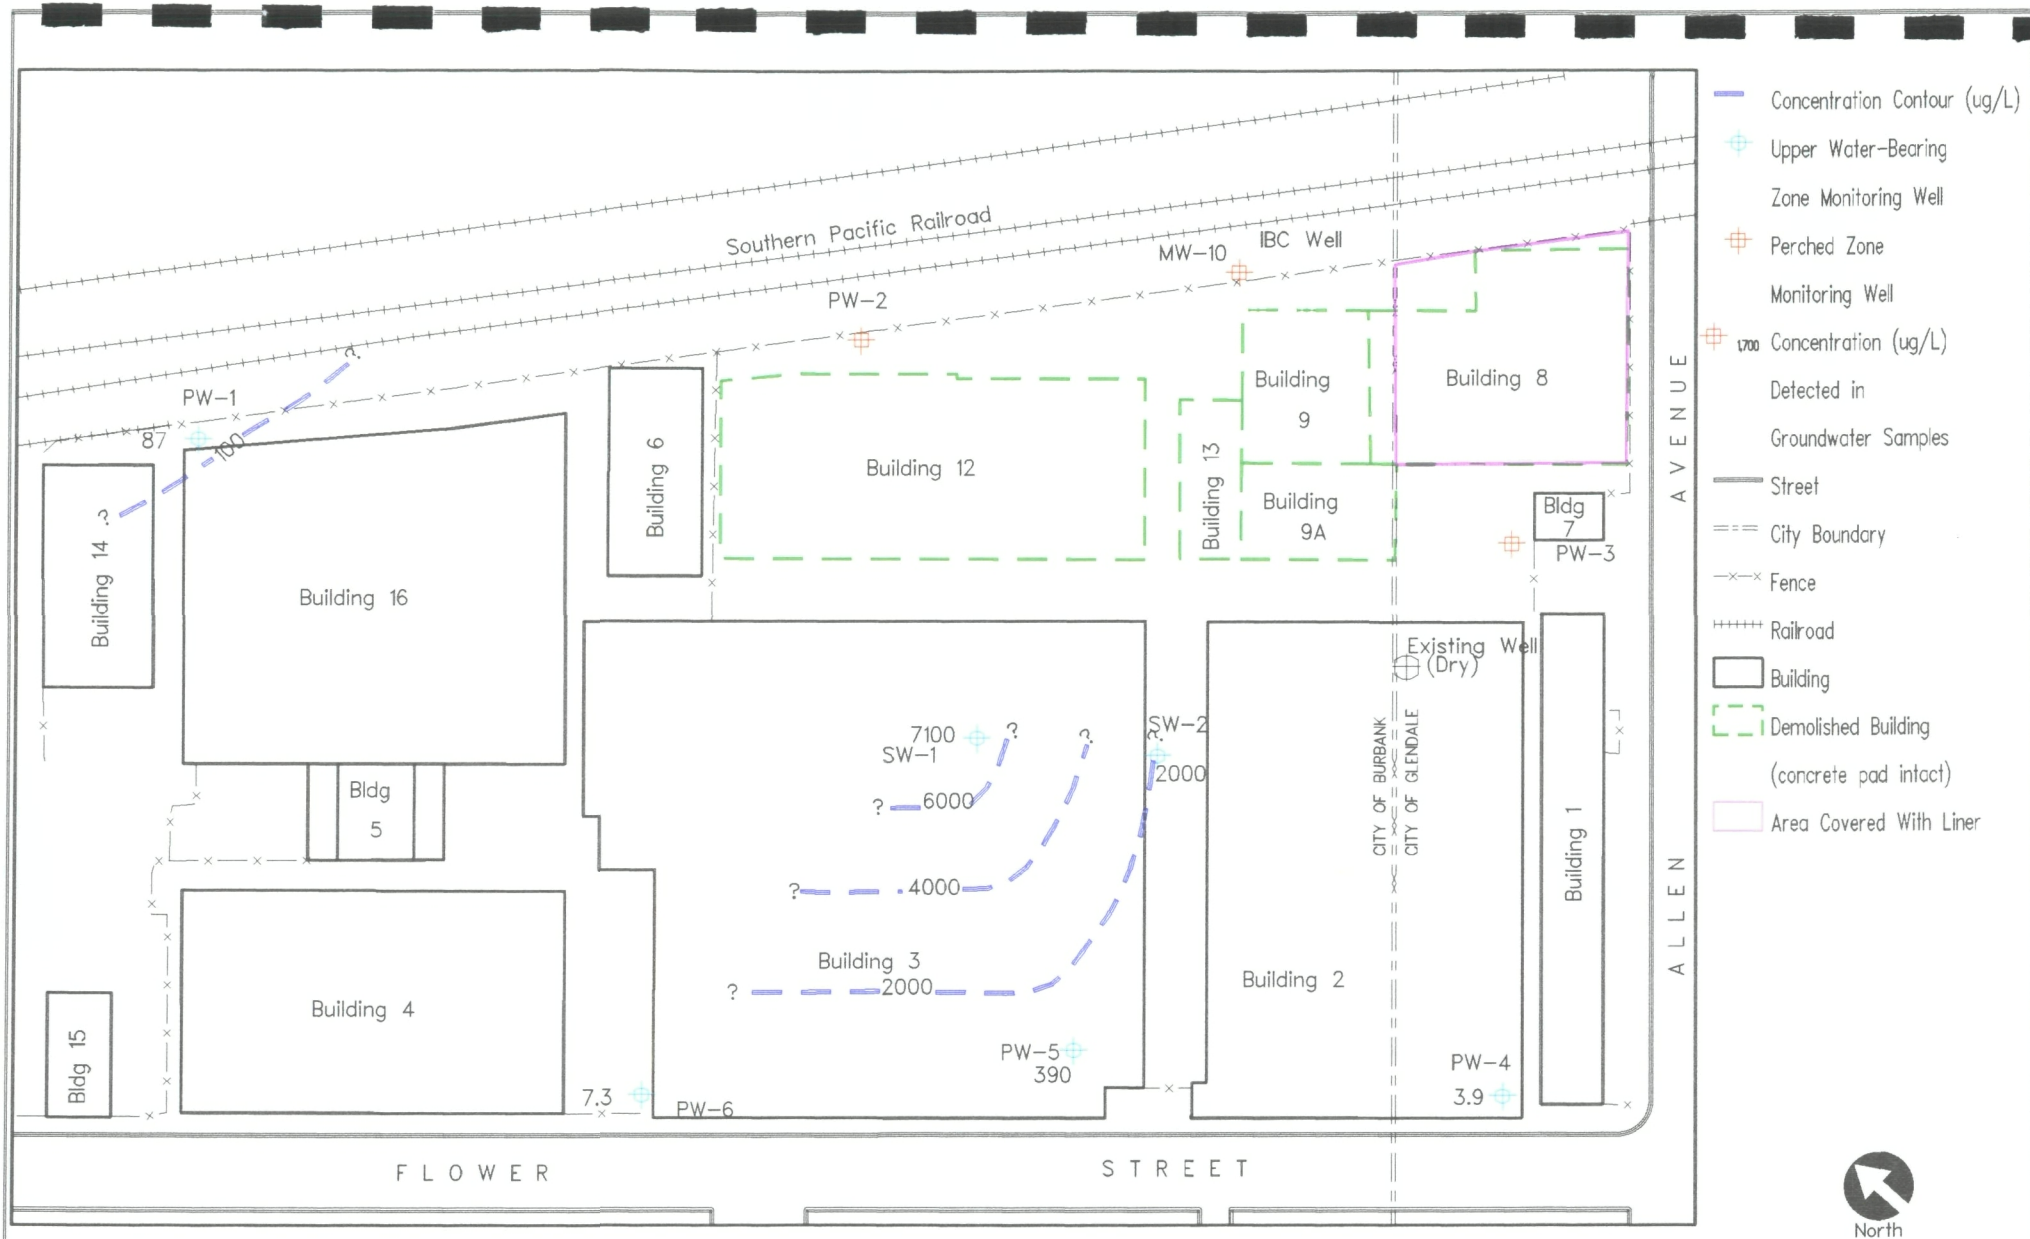 Southern Pacific Railroad
MW-10
IBC Well
PW-2
PW-1
87
100
?
?
Building 14
Building 16
Building 6
Building 12
Building 13
Building
9
Building
9A
Building 8
Bldg
7
PW-3
Existing Well
(Dry)
CITY OF BURBANK
CITY OF GLENDALE
Bldg
5
7100
SW-1
SW-2
2000
?
?
?
?
6000
?
4000
?
2000
Building 3
Building 2
Building 1
Building 4
Bldg 15
7.3
PW-6
PW-5
390
PW-4
3.9
FLOWER STREET
ALLEN AVENUE
Concentration Contour (ug/L)
Upper Water-Bearing
Zone Monitoring Well
Perched Zone
Monitoring Well
1,700 Concentration (ug/L)
Detected in
Groundwater Samples
Street
City Boundary
Fence
Railroad
Building
Demolished Building
(concrete pad intact)
Area Covered With Liner
North